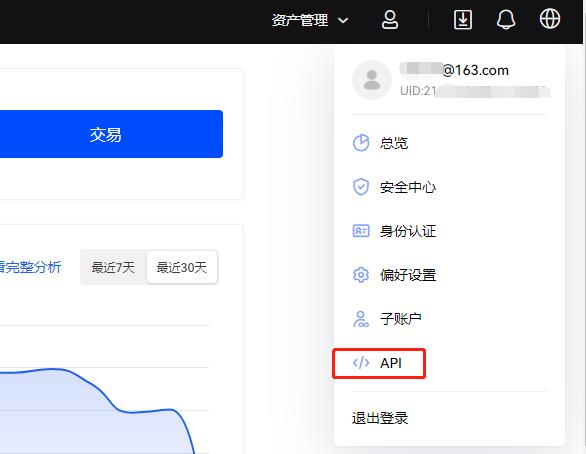 资产管理
@163.com
UID:21
交易
总览
安全中心
身份认证
看完整分析
最近7天
最近30天
偏好设置
子账户
API
退出登录